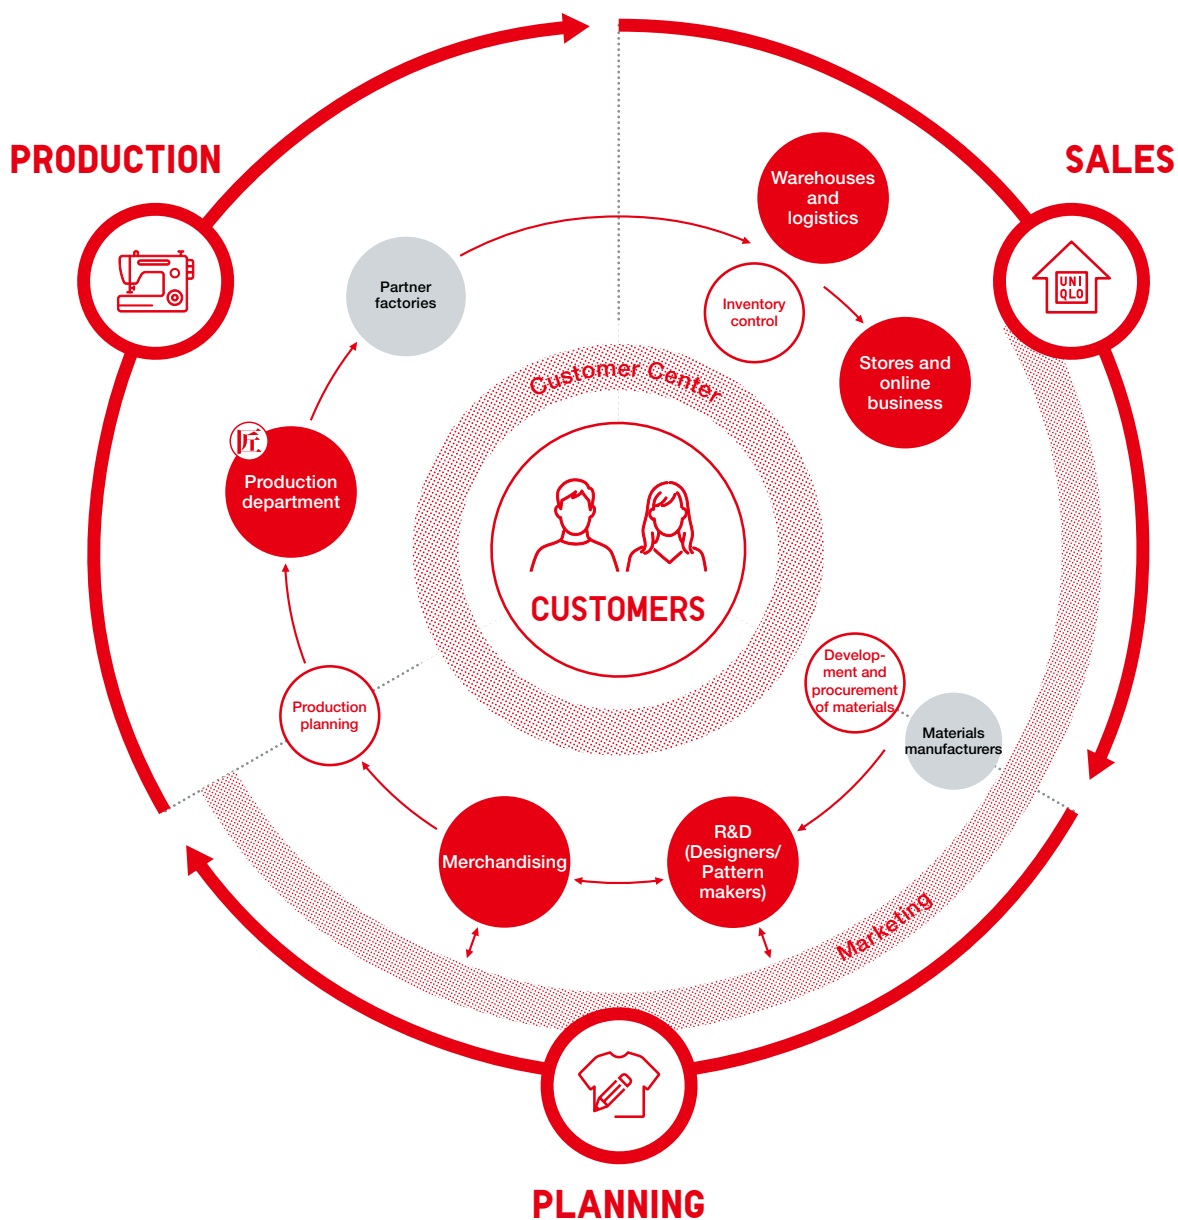 PRODUCTION
SALES
Warehouses
and
logistics
UNI
QLO
Partner
factories
Inventory
control
Stores and
online
business
Customer Center
匠
Production
department
CUSTOMERS
Develop-
ment and
procurement
of materials
Production
planning
Materials
manufacturers
Merchandising
R&D
(Designers/
Pattern
makers)
Marketing
PLANNING